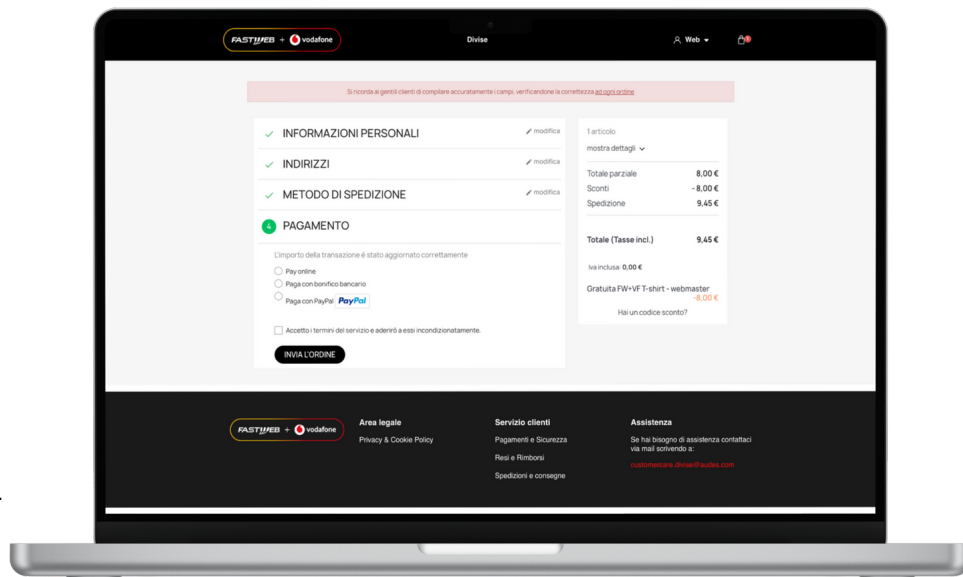 FASTWEB + vodafone
Divise
Web
1
Si ricorda ai gentili clienti di compilare accuratamente i campi, verificandone la correttezza ad ogni ordine
INFORMAZIONI PERSONALI
modifica
INDIRIZZI
modifica
METODO DI SPEDIZIONE
modifica
4 PAGAMENTO
L'importo della transazione è stato aggiornato correttamente
Pay online
Paga con bonifico bancario
Paga con PayPal PayPal
Accetto i termini del servizio e aderirò a essi incondizionatamente.
INVIA L'ORDINE
1 articolo
mostra dettagli
Totale parziale 8,00 €
Sconti - 8,00 €
Spedizione 9,45 €
Totale (Tasse incl.) 9,45 €
Iva inclusa: 0,00 €
Gratuita FW+VF T-shirt - webmaster
-8,00 €
Hai un codice sconto?
FASTWEB + vodafone
Area legale
Privacy & Cookie Policy
Servizio clienti
Pagamenti e Sicurezza
Resi e Rimborsi
Spedizioni e consegne
Assistenza
Se hai bisogno di assistenza contattaci
via mail scrivendo a:
customercare.divise@audes.com